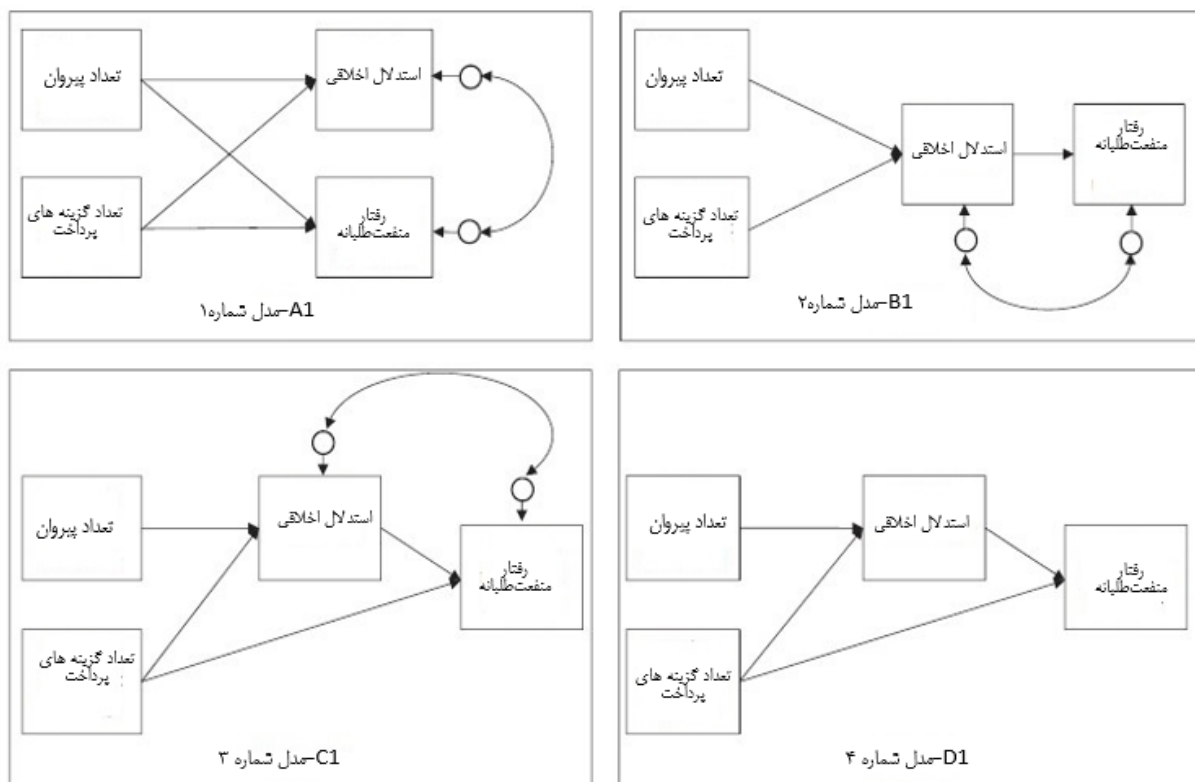 تعداد پیروان
استدلال اخلاقی
تعداد گزینه های
پرداخت
رفتار
منفعت‌طلبانه
A1-مدل شماره۱
تعداد پیروان
استدلال اخلاقی
رفتار
منفعت‌طلبانه
تعداد گزینه های
پرداخت
B1-مدل شماره۲
تعداد پیروان
استدلال اخلاقی
رفتار
منفعت‌طلبانه
تعداد گزینه های
پرداخت
C1-مدل شماره ۳
تعداد پیروان
استدلال اخلاقی
رفتار
منفعت‌طلبانه
تعداد گزینه های
پرداخت
D1-مدل شماره ۴